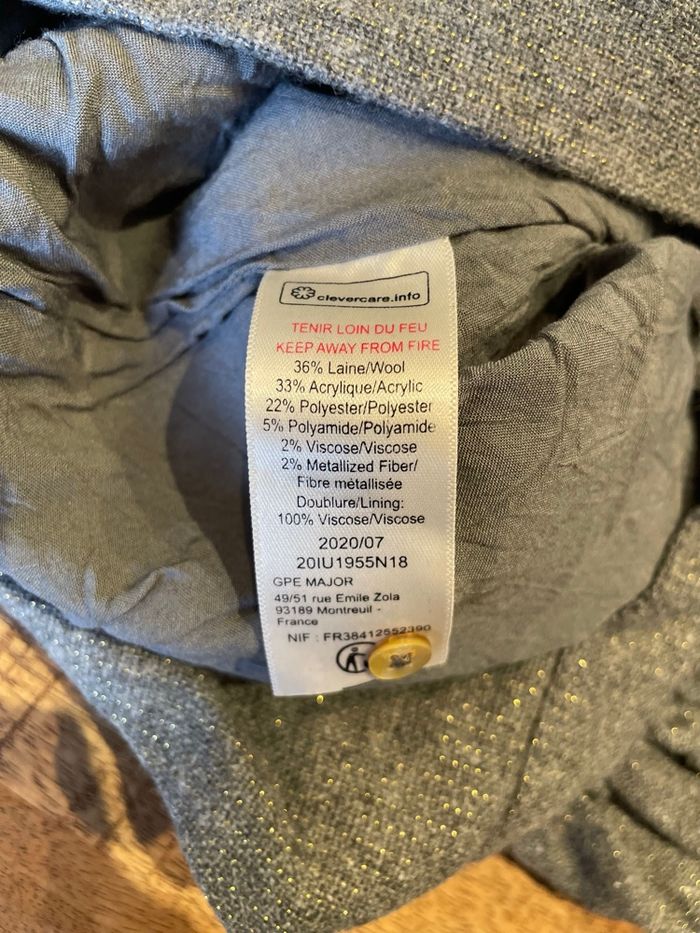 clevercare.info
TENIR LOIN DU FEU
KEEP AWAY FROM FIRE
36% Laine/Wool
33% Acrylique/Acrylic
22% Polyester/Polyester
5% Polyamide/Polyamide
2% Viscose/Viscose
2% Metallized Fiber/
Fibre métallisée
Doublure/Lining:
100% Viscose/Viscose
2020/07
20IU1955N18
GPE MAJOR
49/51 rue Emile Zola
93189 Montreuil -
France
NIF : FR38412552390